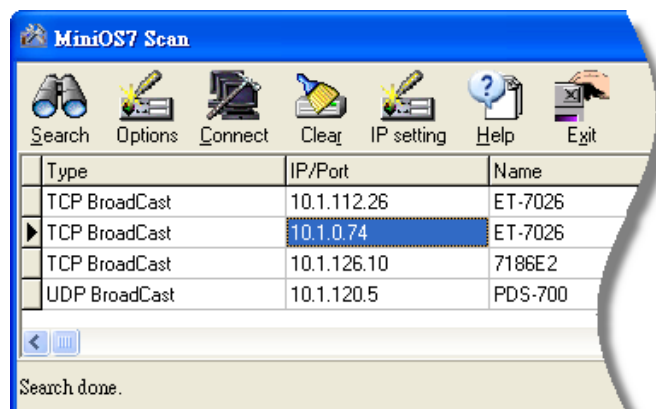 MiniOS7 Scan
Search Options Connect Clear IP setting Help Exit
Type IP/Port Name
TCP BroadCast 10.1.112.26 ET-7026
TCP BroadCast 10.1.0.74 ET-7026
TCP BroadCast 10.1.126.10 7186E2
UDP BroadCast 10.1.120.5 PDS-700
Search done.